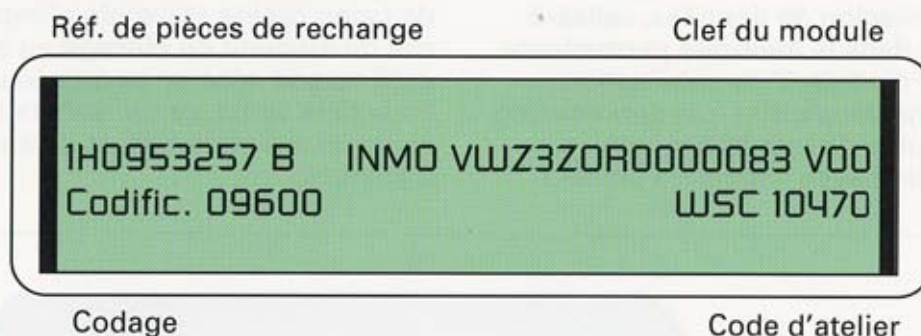 Réf. de pièces de rechange Clef du module
1H0953257 B INMO VWZ3Z0R0000083 V00
Codific. 09600 WSC 10470
Codage Code d'atelier